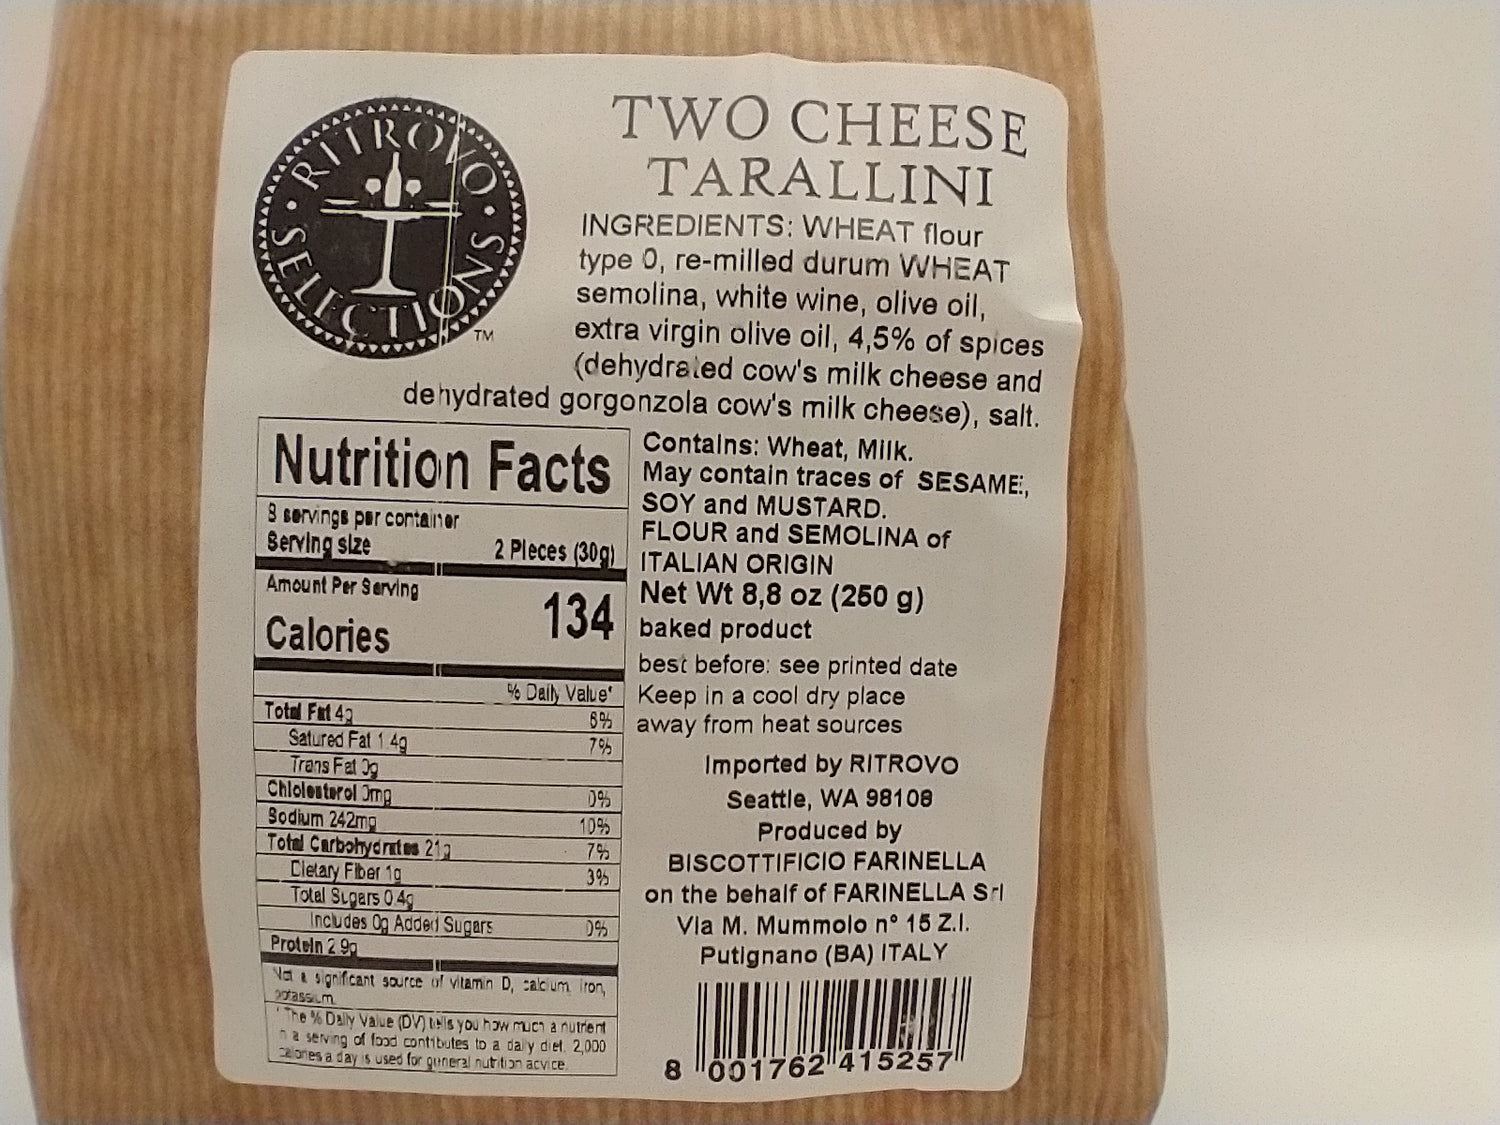 RITROVO
SELECTIONS
TM
TWO CHEESE
TARALLINI
INGREDIENTS: WHEAT flour
type 0, re-milled durum WHEAT
semolina, white wine, olive oil,
extra virgin olive oil, 4,5% of spices
(dehydrated cow's milk cheese and
dehydrated gorgonzola cow's milk cheese), salt.
Nutrition Facts
servings per container
Serving size 2 Pieces (30g)
Amount Per Serving
Calories 134
% Daily Value*
Total Fat 4g 6%
Satured Fat 1.4g 7%
Trans Fat 0g
Chlolesterol 0mg 0%
Sodium 242mg 10%
Total Carbohydrates 21g 7%
Dietary Fiber 1g 3%
Total Sugars 0.4g
Includes 0g Added Sugars 0%
Protein 2.9g
Not a significant source of vitamin D, calcium, iron,
potassium.
*The % Daily Value (DV) tells you how much a nutrient
in a serving of food contributes to a daily diet. 2,000
calories a day is used for general nutrition advice.
Contains: Wheat, Milk.
May contain traces of SESAME,
SOY and MUSTARD.
FLOUR and SEMOLINA of
ITALIAN ORIGIN
Net Wt 8,8 oz (250 g)
baked product
best before: see printed date
Keep in a cool dry place
away from heat sources
Imported by RITROVO
Seattle, WA 98108
Produced by
BISCOTTIFICIO FARINELLA
on the behalf of FARINELLA Srl
Via M. Mummolo n° 15 Z.I.
Putignano (BA) ITALY
8 001762 415257